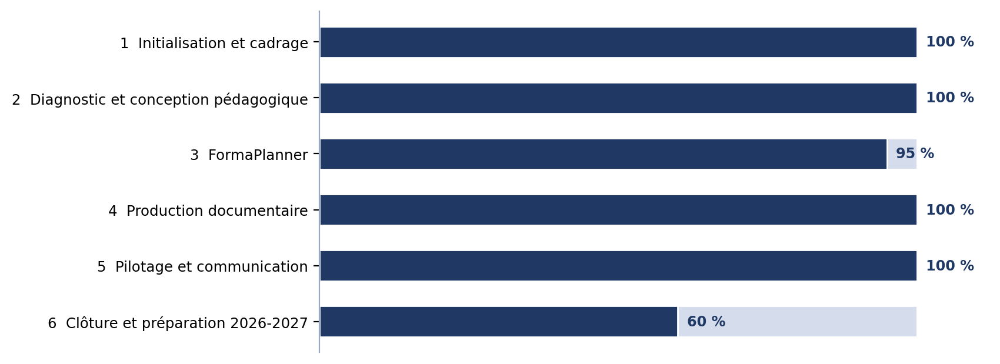 1  Initialisation et cadrage 100 %
2  Diagnostic et conception pédagogique 100 %
3  FormaPlanner 95 %
4  Production documentaire 100 %
5  Pilotage et communication 100 %
6  Clôture et préparation 2026-2027 60 %